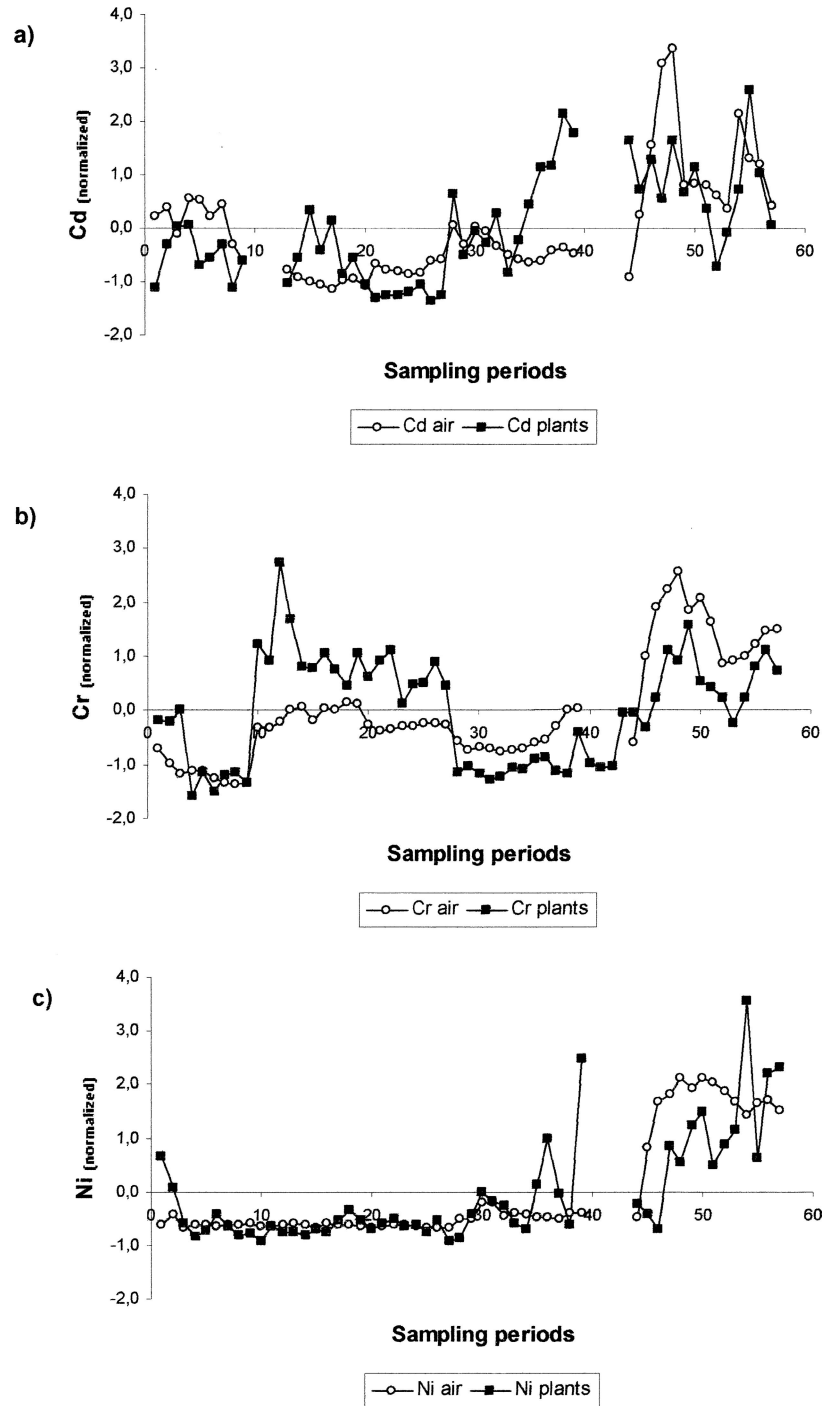 a)
Cd [normalized]
4,0
3,0
2,0
1,0
0,0
-1,0
-2,0
0 10 20 30 40 50 60
Sampling periods
Cd air Cd plants
b)
Cr [normalized]
4,0
3,0
2,0
1,0
0,0
-1,0
-2,0
0 10 20 30 40 50 60
Sampling periods
Cr air Cr plants
c)
Ni [normalized]
4,0
3,0
2,0
1,0
0,0
-1,0
-2,0
0 10 20 30 40 50 60
Sampling periods
Ni air Ni plants